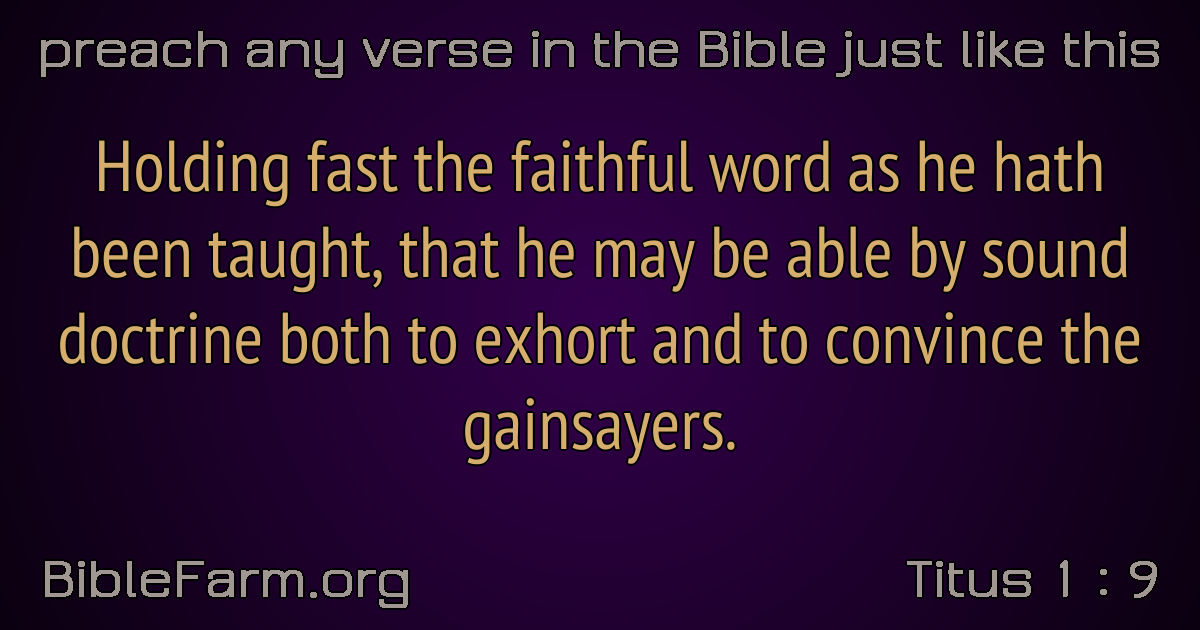 preach any verse in the Bible just like this
Holding fast the faithful word as he hath
been taught, that he may be able by sound
doctrine both to exhort and to convince the
gainsayers.
BibleFarm.org
Titus 1 : 9